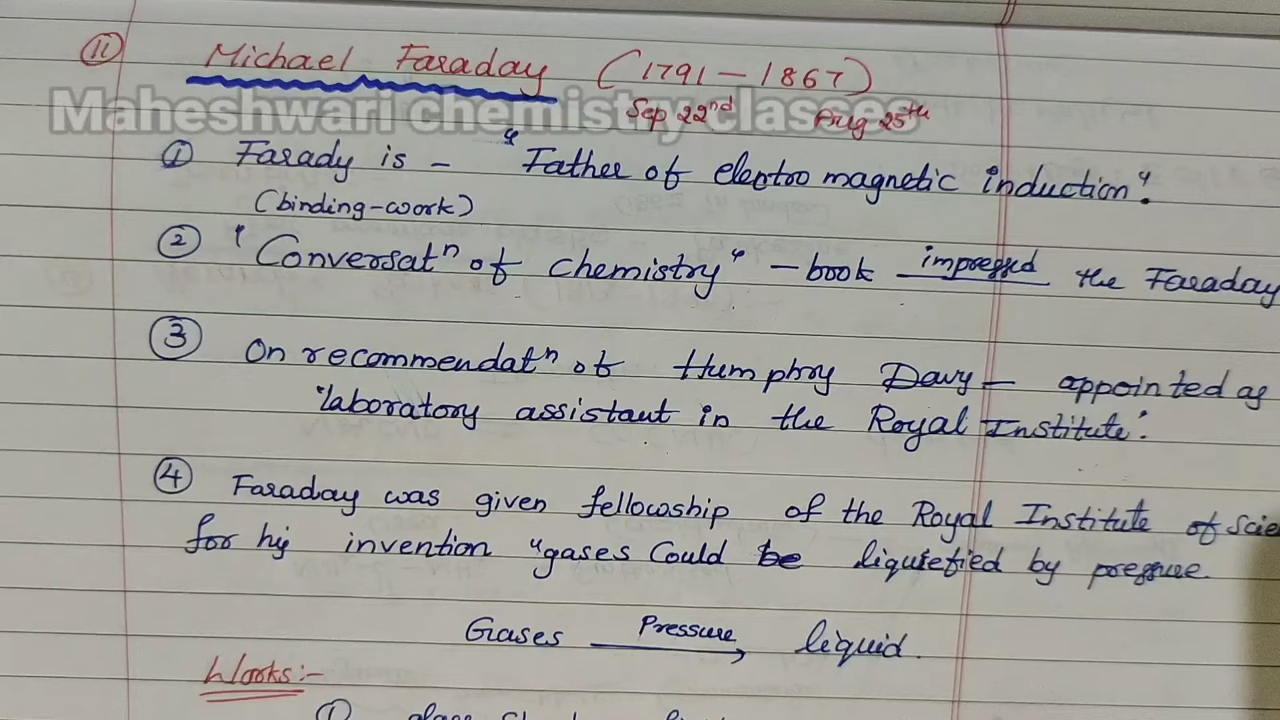 11 Michael Faraday (1791-1867)
Maheshwari chemistry classes
Sep 22nd Aug 25th
① Farady is - "Father of electro magnetic induction".
(binding-work)
② "Conversatn of chemistry" - book impressed the Faraday
③ On recommendatn of Humphry Davy - appointed as
'laboratory assistant in the Royal Institute'.
④ Faraday was given fellowship of the Royal Institute of Scie
for his invention "gases Could be liquiefied by pressure.
Gases Pressure → liquid.
Works:-
①